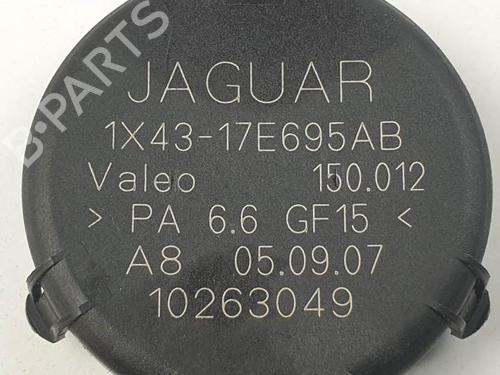 JAGUAR
1X43-17E695AB
Valeo 150.012
> PA 6.6 GF15 <
A8 05.09.07
10263049
B-PARTS